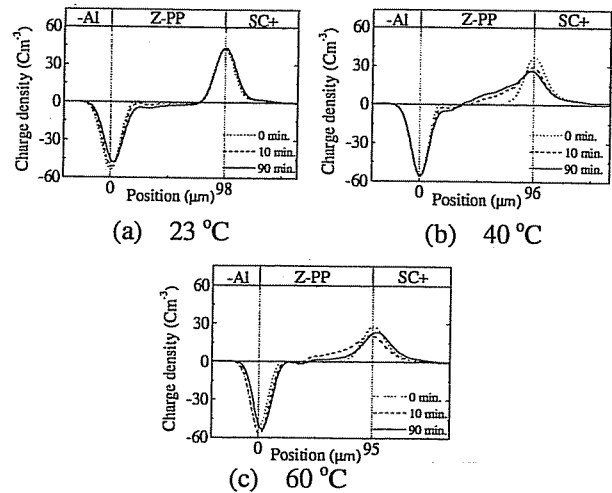 -Al Z-PP SC+
Charge density (Cm-3)
60
30
0
-30
-60
0 min.
10 min.
90 min.
0 98
Position (μm)
(a) 23 °C
-Al Z-PP SC+
Charge density (Cm-3)
60
30
0
-30
-60
0 min.
10 min.
90 min.
0 96
Position (μm)
(b) 40 °C
-Al Z-PP SC+
Charge density (Cm-3)
60
30
0
-30
-60
0 min.
10 min.
90 min.
0 95
Position (μm)
(c) 60 °C